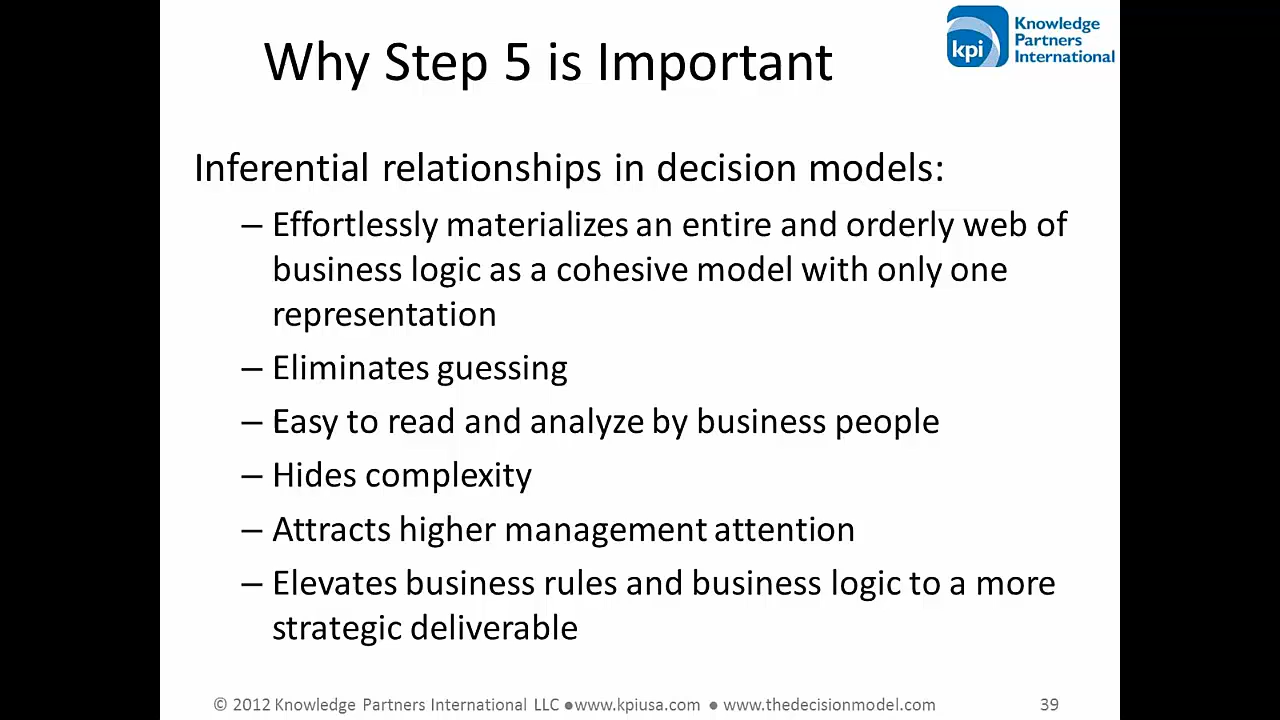 Why Step 5 is Important
kpi
Knowledge
Partners
International
Inferential relationships in decision models:
– Effortlessly materializes an entire and orderly web of
business logic as a cohesive model with only one
representation
– Eliminates guessing
– Easy to read and analyze by business people
– Hides complexity
– Attracts higher management attention
– Elevates business rules and business logic to a more
strategic deliverable
© 2012 Knowledge Partners International LLC ●www.kpiusa.com ● www.thedecisionmodel.com 39